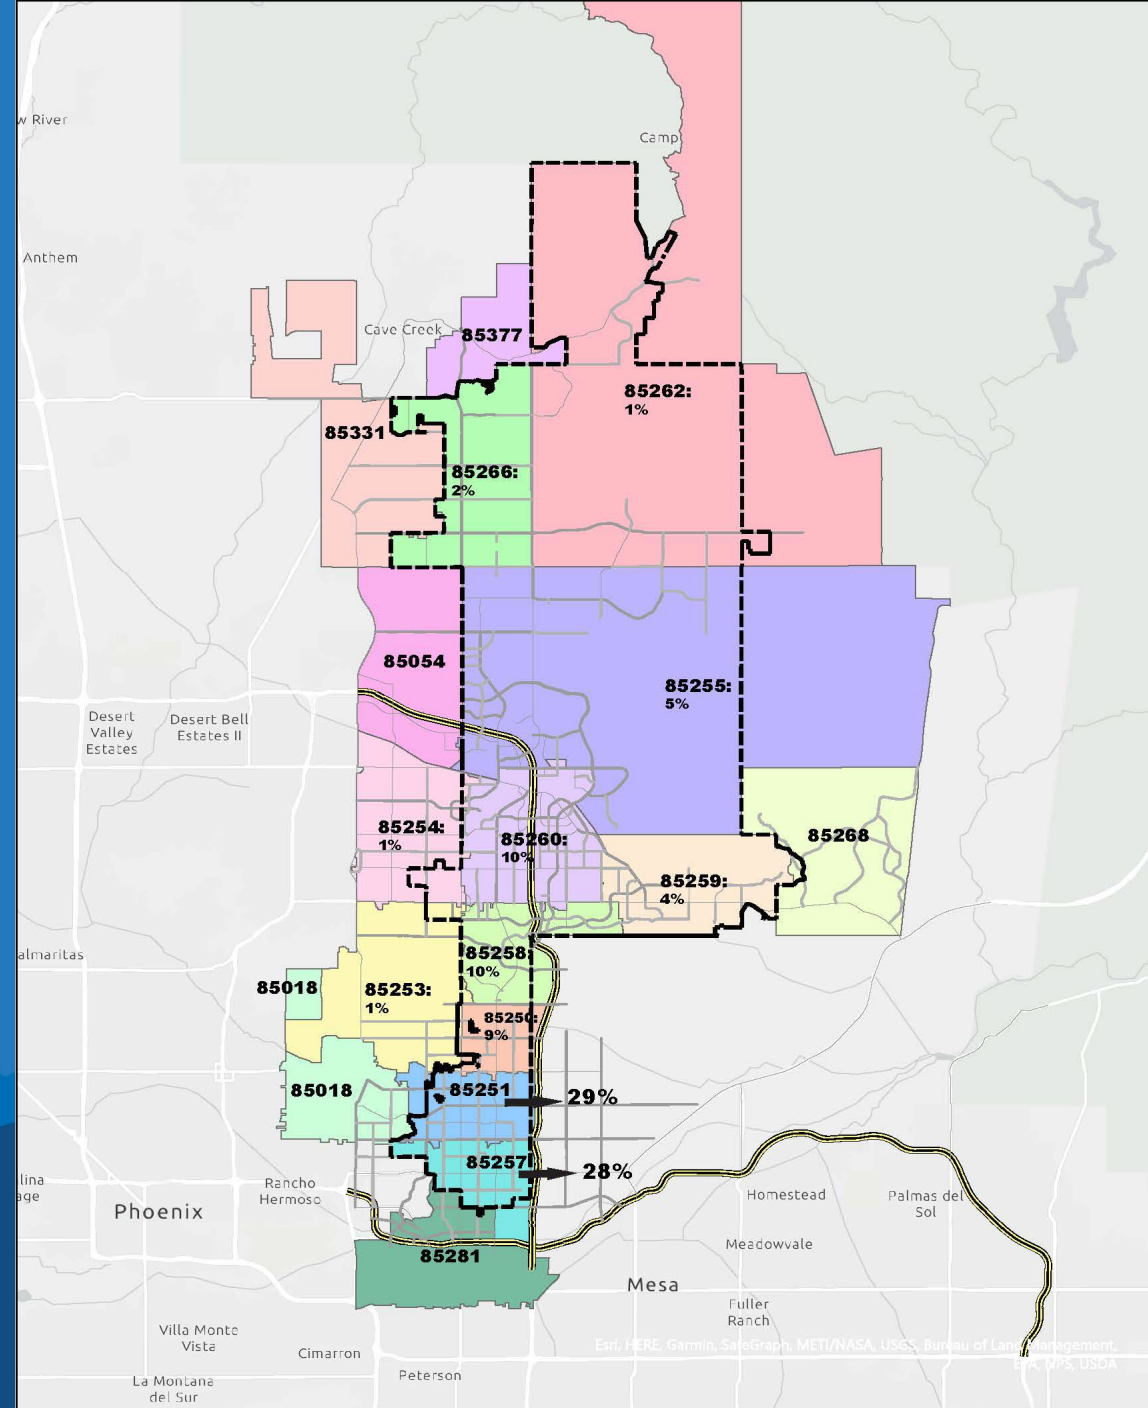 w River
Camp
Anthem
Cave Creek
85377
85262:
1%
85331
85266:
2%
85054
85255:
5%
Desert
Valley
Estates
Desert Bell
Estates II
85254:
1%
85260:
10%
85268
85259:
4%
almaritas
85258:
10%
85018
85253:
1%
85250:
9%
85018
85251
29%
85257
28%
lina
age
Rancho
Hermoso
Phoenix
Homestead
Palmas del
Sol
Meadowvale
85281
Mesa
Fuller
Ranch
Villa Monte
Vista
Cimarron
Esri, HERE, Garmin, SafeGraph, METI/NASA, USGS, Bureau of Land Management,
EPA, NPS, USDA
Peterson
La Montana
del Sur